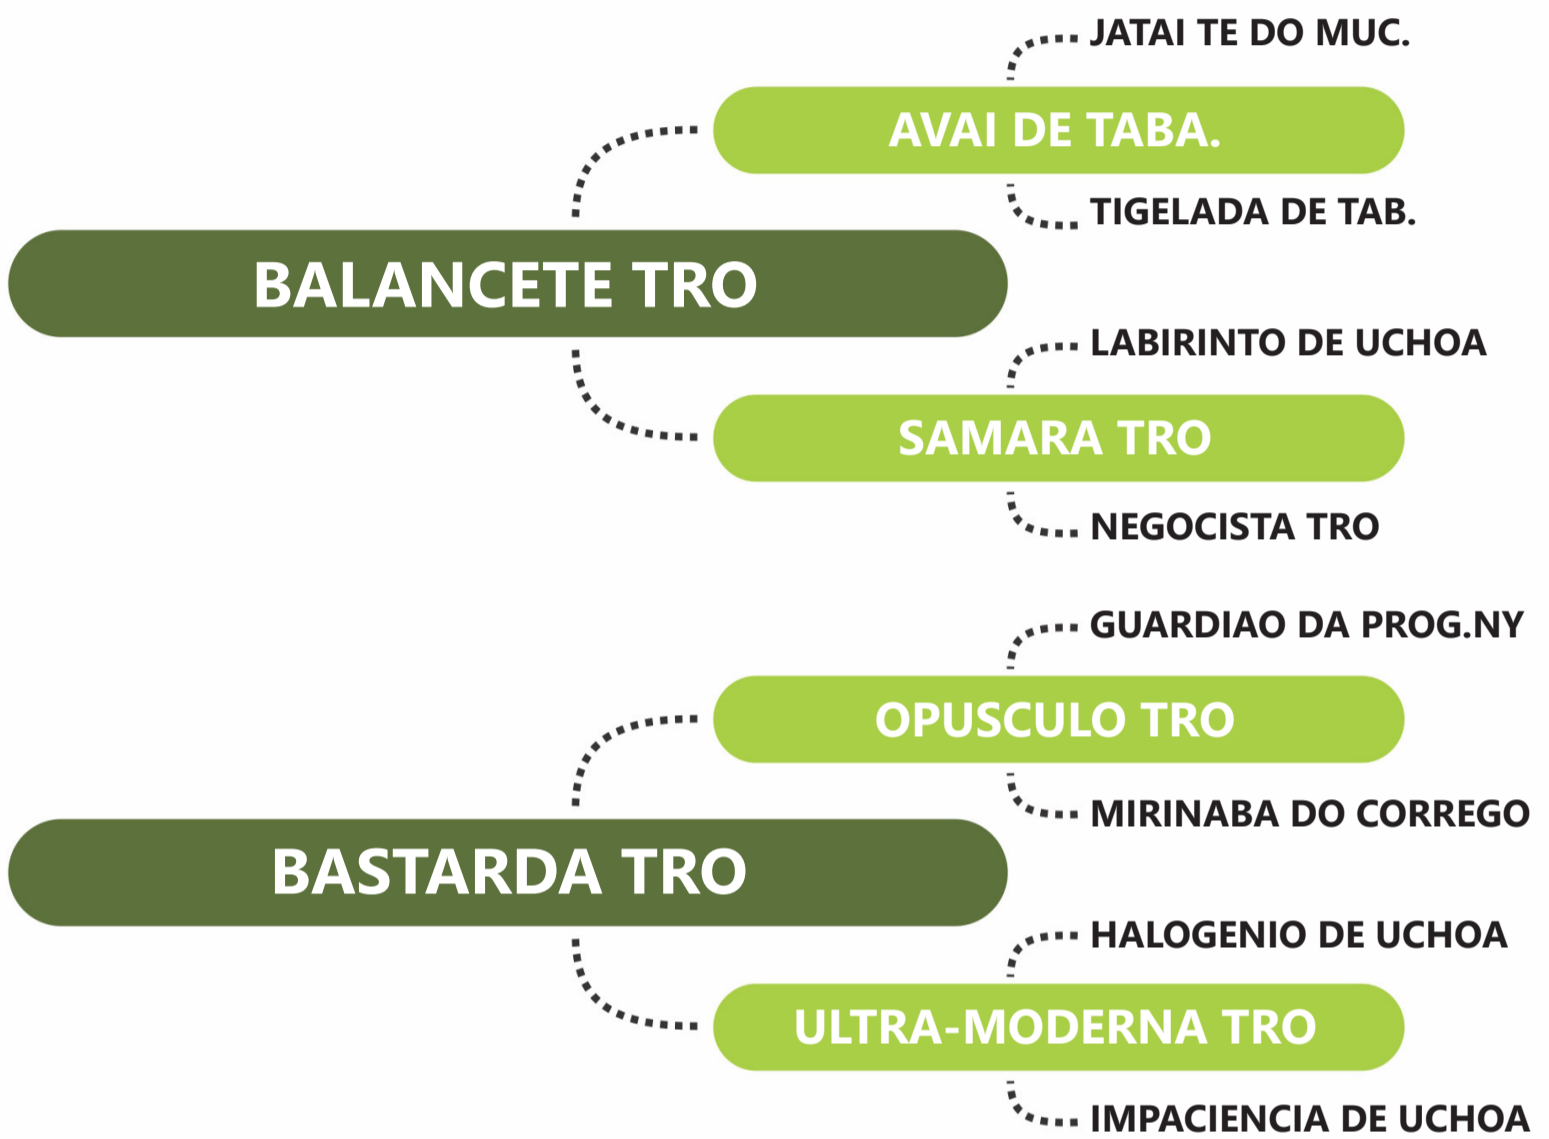 JATAI TE DO MUC.
AVAI DE TABA.
TIGELADA DE TAB.
BALANCETE TRO
LABIRINTO DE UCHOA
SAMARA TRO
NEGOCISTA TRO
GUARDIAO DA PROG.NY
OPUSCULO TRO
MIRINABA DO CORREGO
BASTARDA TRO
HALOGENIO DE UCHOA
ULTRA-MODERNA TRO
IMPACIENCIA DE UCHOA